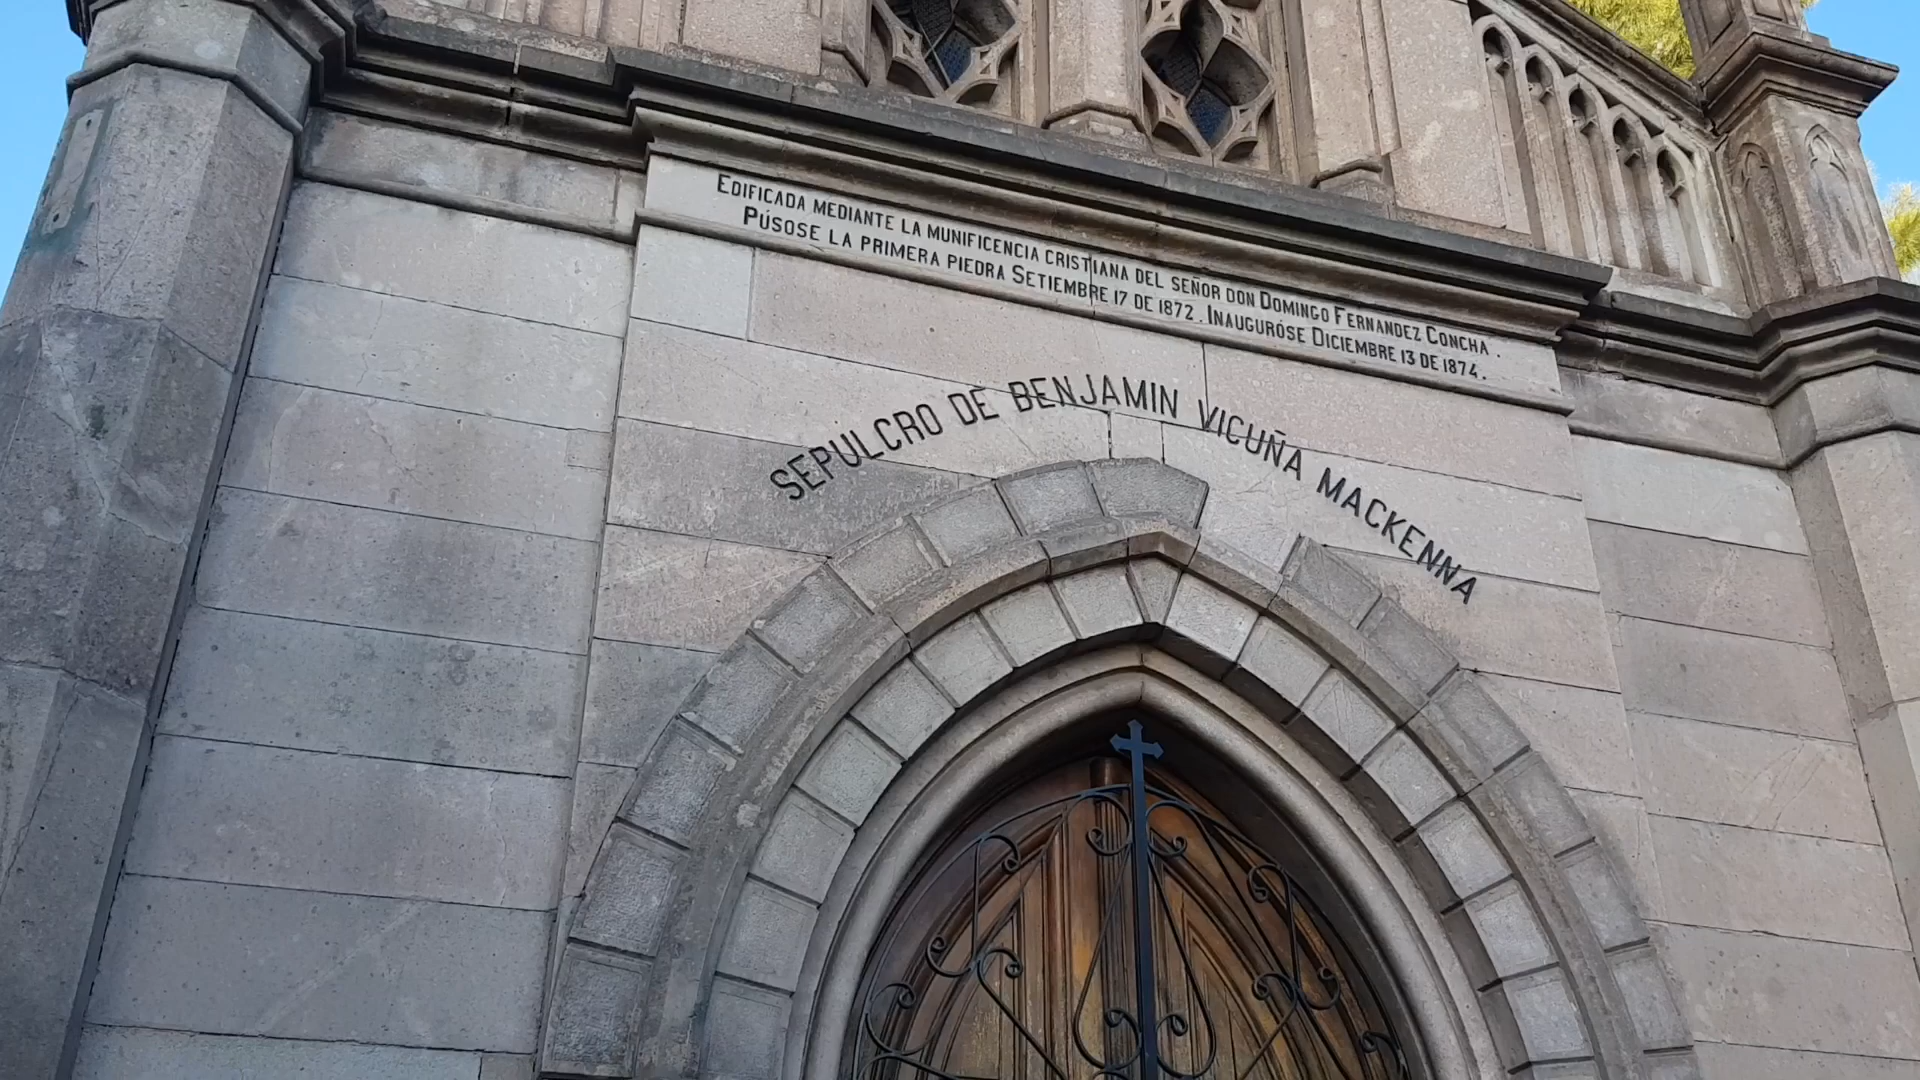 Edificada mediante la munificencia cristiana del señor don Domingo Fernandez Concha.
Púsose la primera piedra Setiembre 17 de 1872. Inauguróse Diciembre 13 de 1874.
SEPULCRO DE BENJAMIN VICUÑA MACKENNA